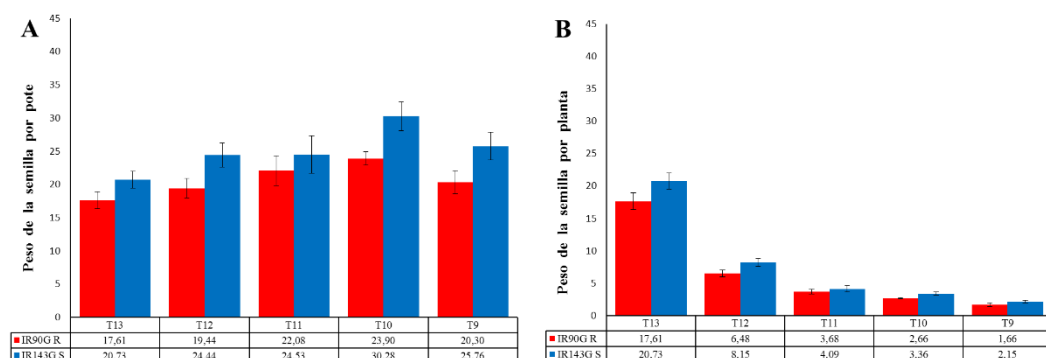 A
Peso de la semilla por pote
45
40
35
30
25
20
15
10
5
0
T13 T12 T11 T10 T9
IR90G R 17,61 19,44 22,08 23,90 20,30
IR143G S 20,73 24,44 24,53 30,28 25,76
B
Peso de la semilla por planta
45
40
35
30
25
20
15
10
5
0
T13 T12 T11 T10 T9
IR90G R 17,61 6,48 3,68 2,66 1,66
IR143G S 20,73 8,15 4,09 3,36 2,15